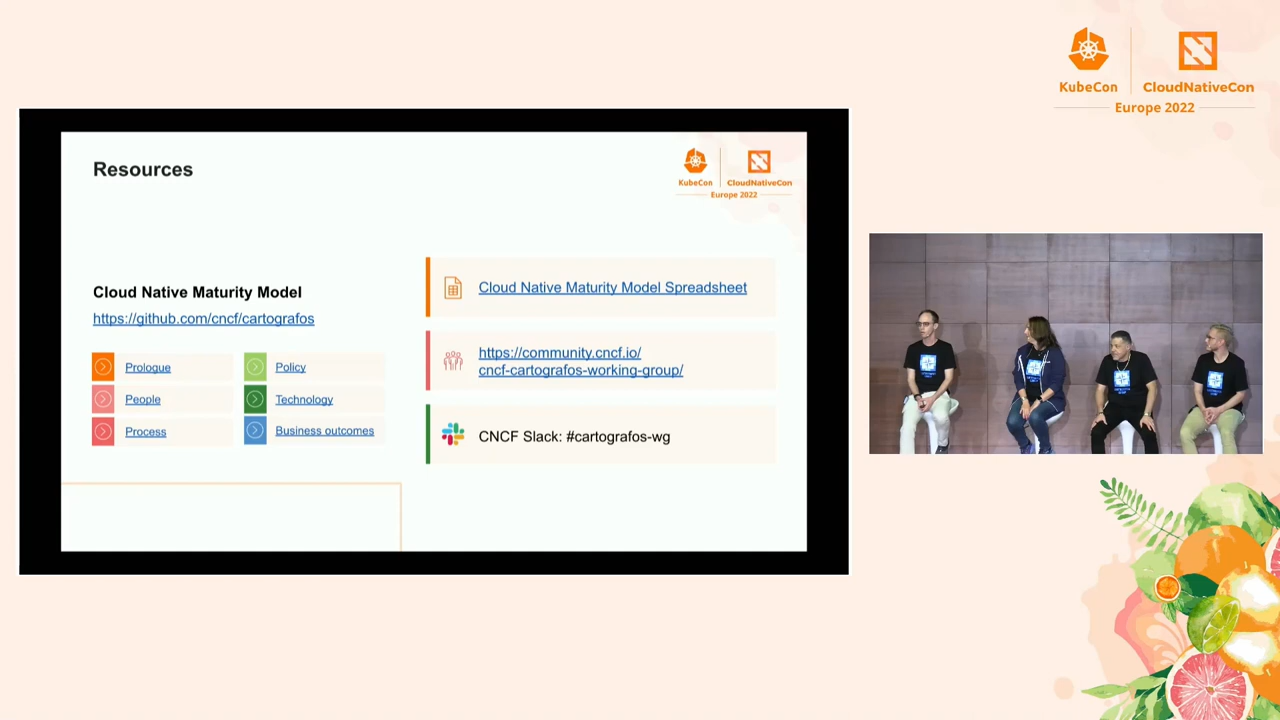 KubeCon
CloudNativeCon
Europe 2022
Resources
KubeCon
CloudNativeCon
Europe 2022
Cloud Native Maturity Model
https://github.com/cncf/cartografos
Prologue
Policy
People
Technology
Process
Business outcomes
Cloud Native Maturity Model Spreadsheet
https://community.cncf.io/
cncf-cartografos-working-group/
CNCF Slack: #cartografos-wg